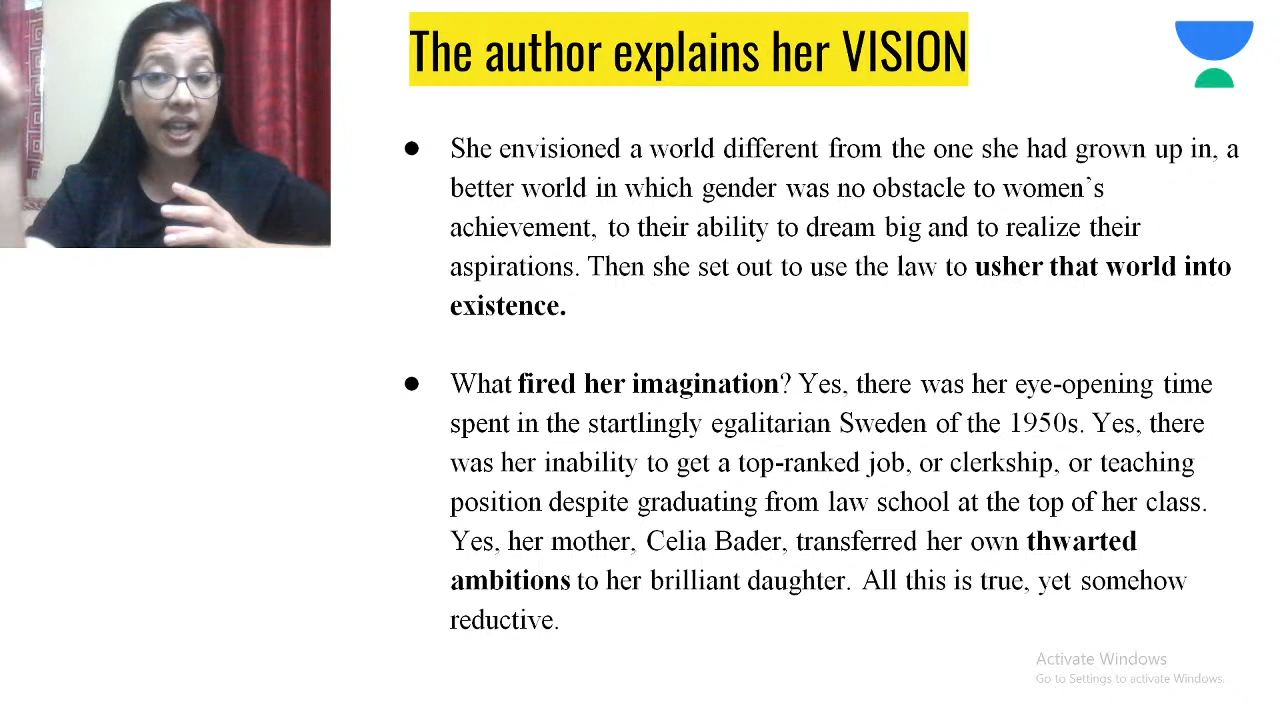 The author explains her VISION
● She envisioned a world different from the one she had grown up in, a
better world in which gender was no obstacle to women’s
achievement, to their ability to dream big and to realize their
aspirations. Then she set out to use the law to usher that world into
existence.
● What fired her imagination? Yes, there was her eye-opening time
spent in the startlingly egalitarian Sweden of the 1950s. Yes, there
was her inability to get a top-ranked job, or clerkship, or teaching
position despite graduating from law school at the top of her class.
Yes, her mother, Celia Bader, transferred her own thwarted
ambitions to her brilliant daughter. All this is true, yet somehow
reductive.
Activate Windows
Go to Settings to activate Windows.